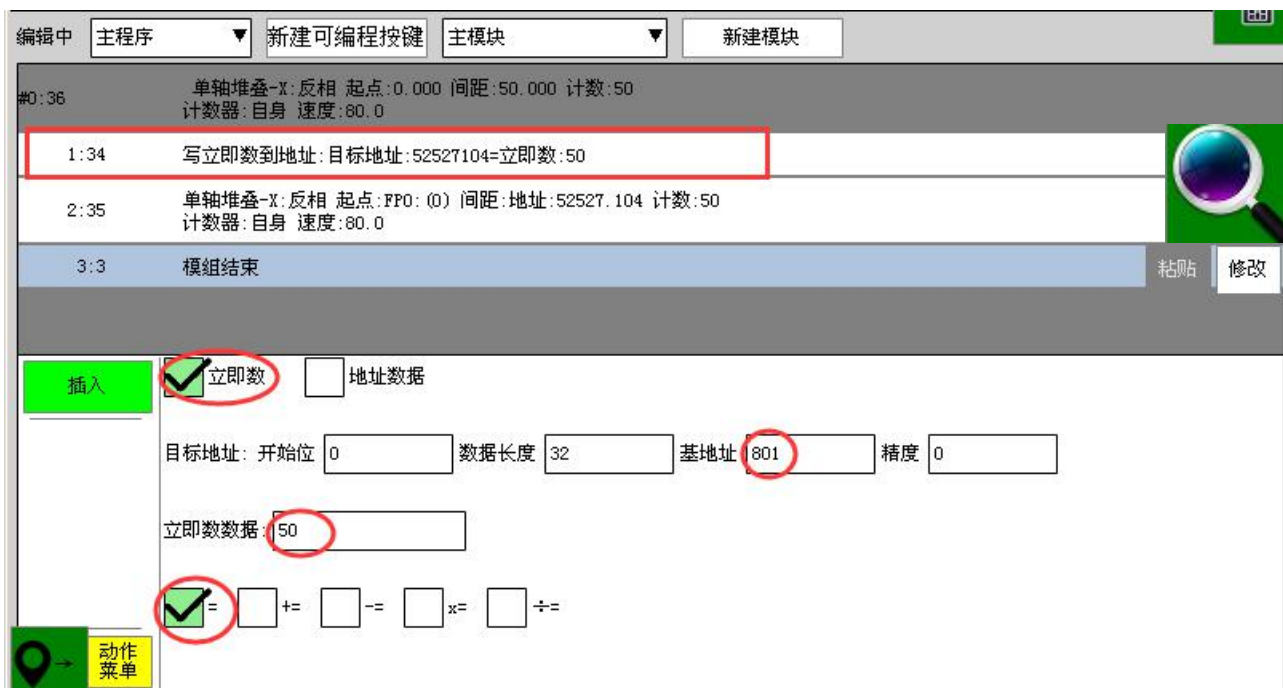 编辑中 主程序 ▼ 新建可编程按键 主模块 ▼ 新建模块
#0:36 单轴堆叠-X:反相 起点:0.000 间距:50.000 计数:50
计数器:自身 速度:80.0
1:34 写立即数到地址:目标地址:52527104=立即数:50
2:35 单轴堆叠-X:反相 起点:FP0:(0) 间距:地址:52527.104 计数:50
计数器:自身 速度:80.0
3:3 模组结束 粘贴 修改
插入 立即数 地址数据
目标地址: 开始位 0 数据长度 32 基地址 801 精度 0
立即数数据: 50
= += -= x= ÷=
动作
菜单